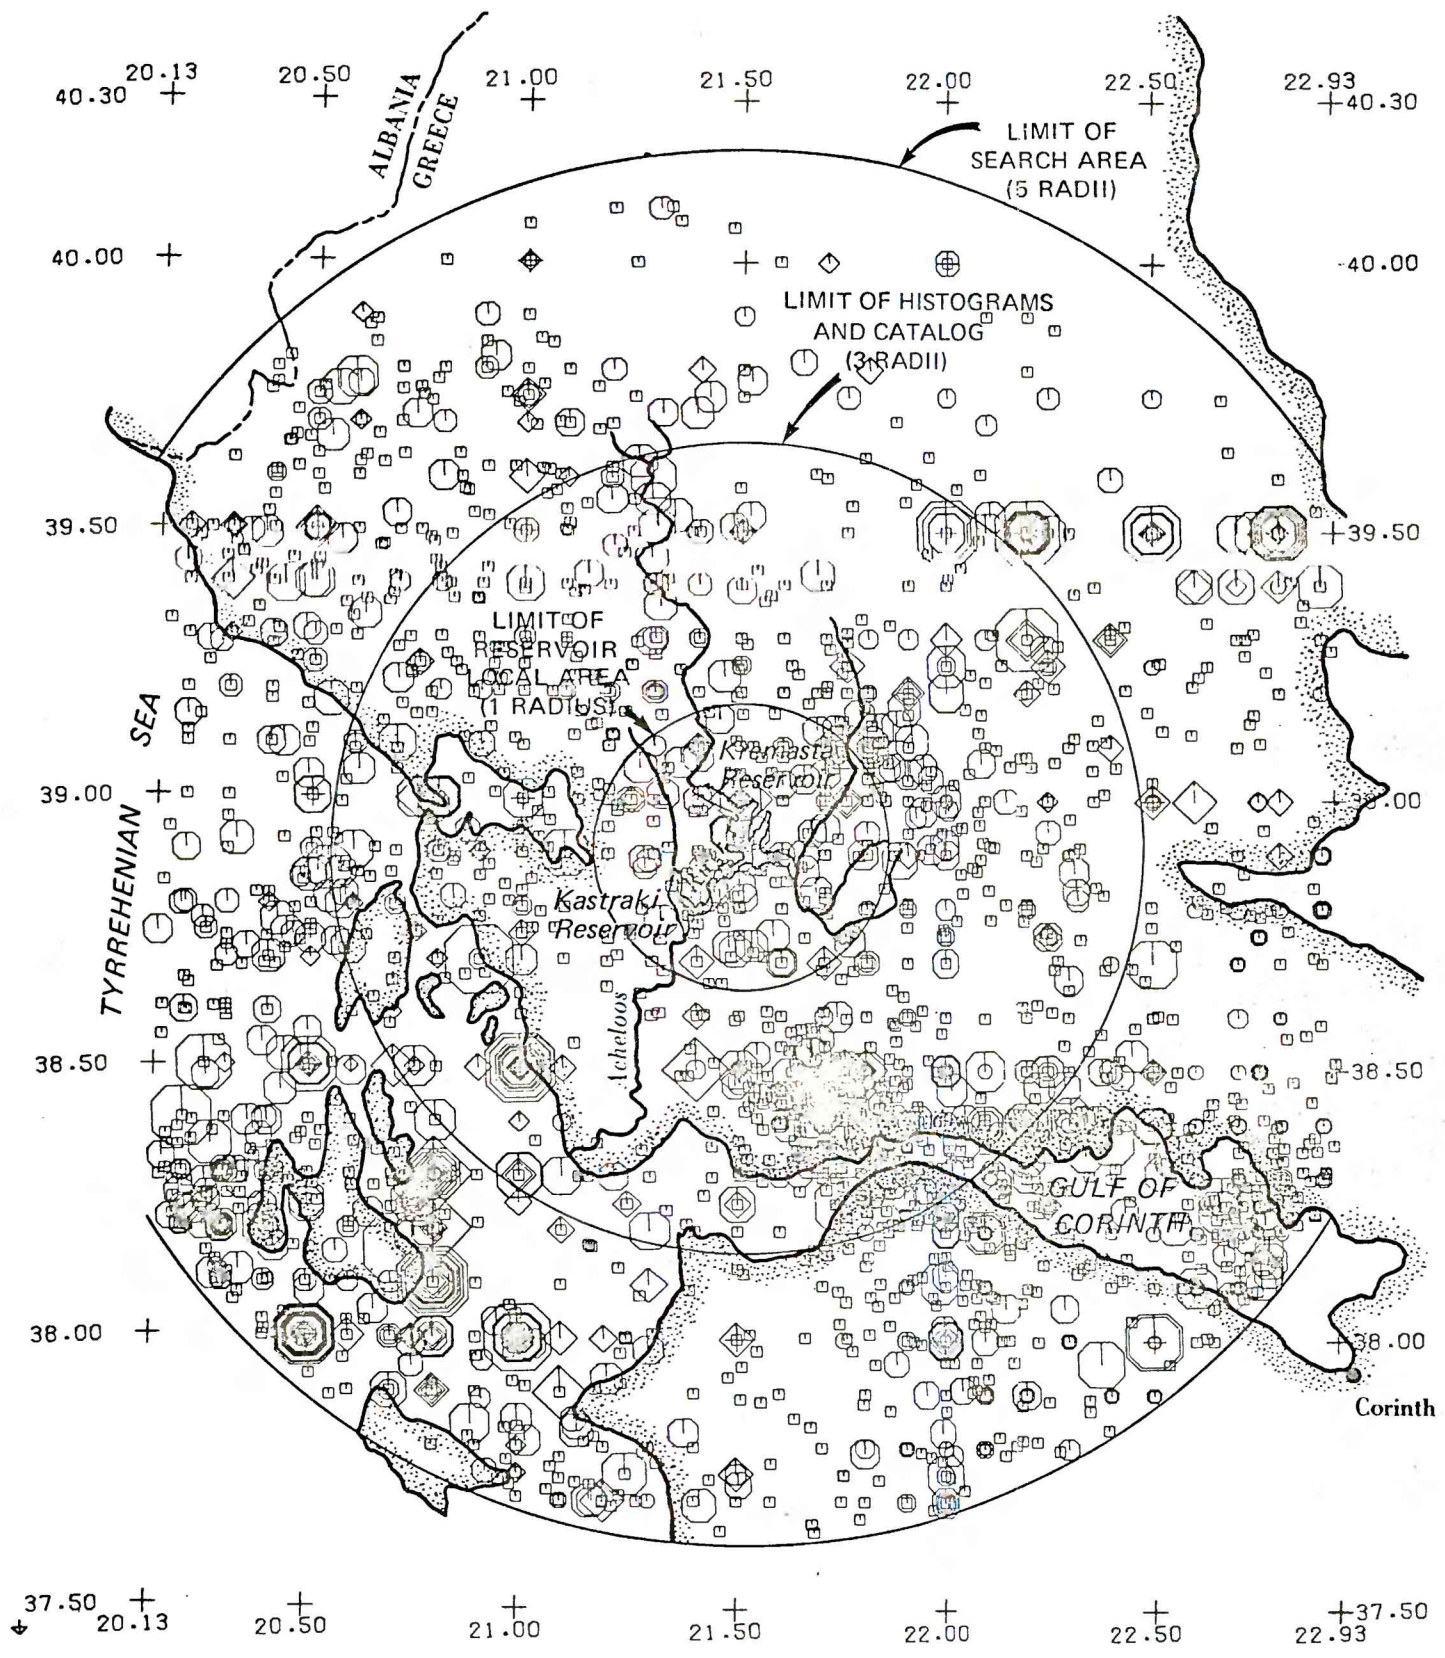 20.13 20.50 21.00 21.50 22.00 22.50 22.93
40.30 40.30
ALBANIA
GREECE
LIMIT OF
SEARCH AREA
(5 RADII)
40.00 40.00
LIMIT OF HISTOGRAMS
AND CATALOG
(3 RADII)
39.50 39.50
LIMIT OF
RESERVOIR
LOCAL AREA
(1 RADIUS)
TYRREHENIAN SEA
Kremasta
Reservoir
39.00 39.00
Kastraki
Reservoir
Acheloos
38.50 38.50
GULF OF
CORINTH
38.00 38.00
Corinth
37.50 37.50
20.13 20.50 21.00 21.50 22.00 22.50 22.93